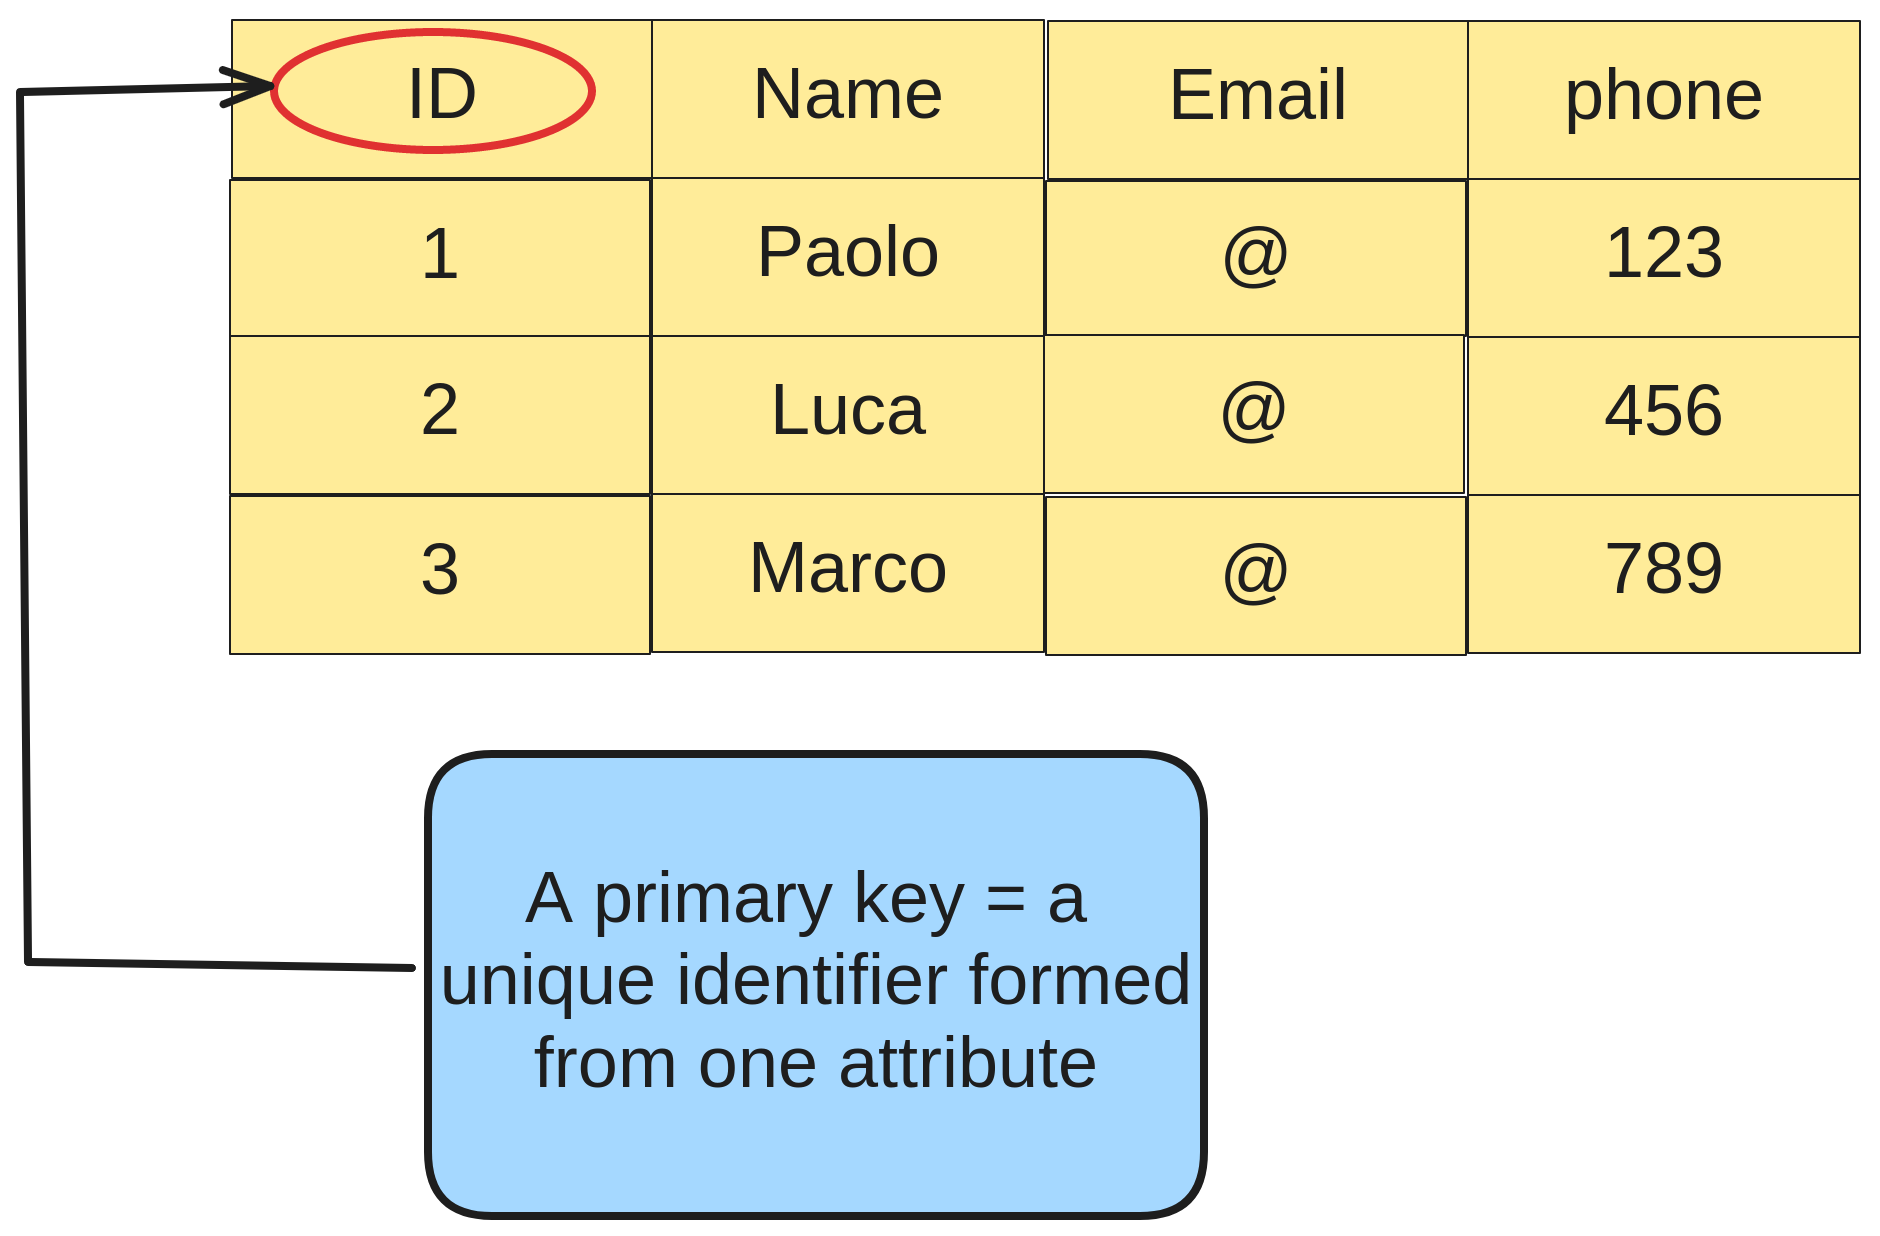 ID Name Email phone
1 Paolo @ 123
2 Luca @ 456
3 Marco @ 789
A primary key = a
unique identifier formed
from one attribute